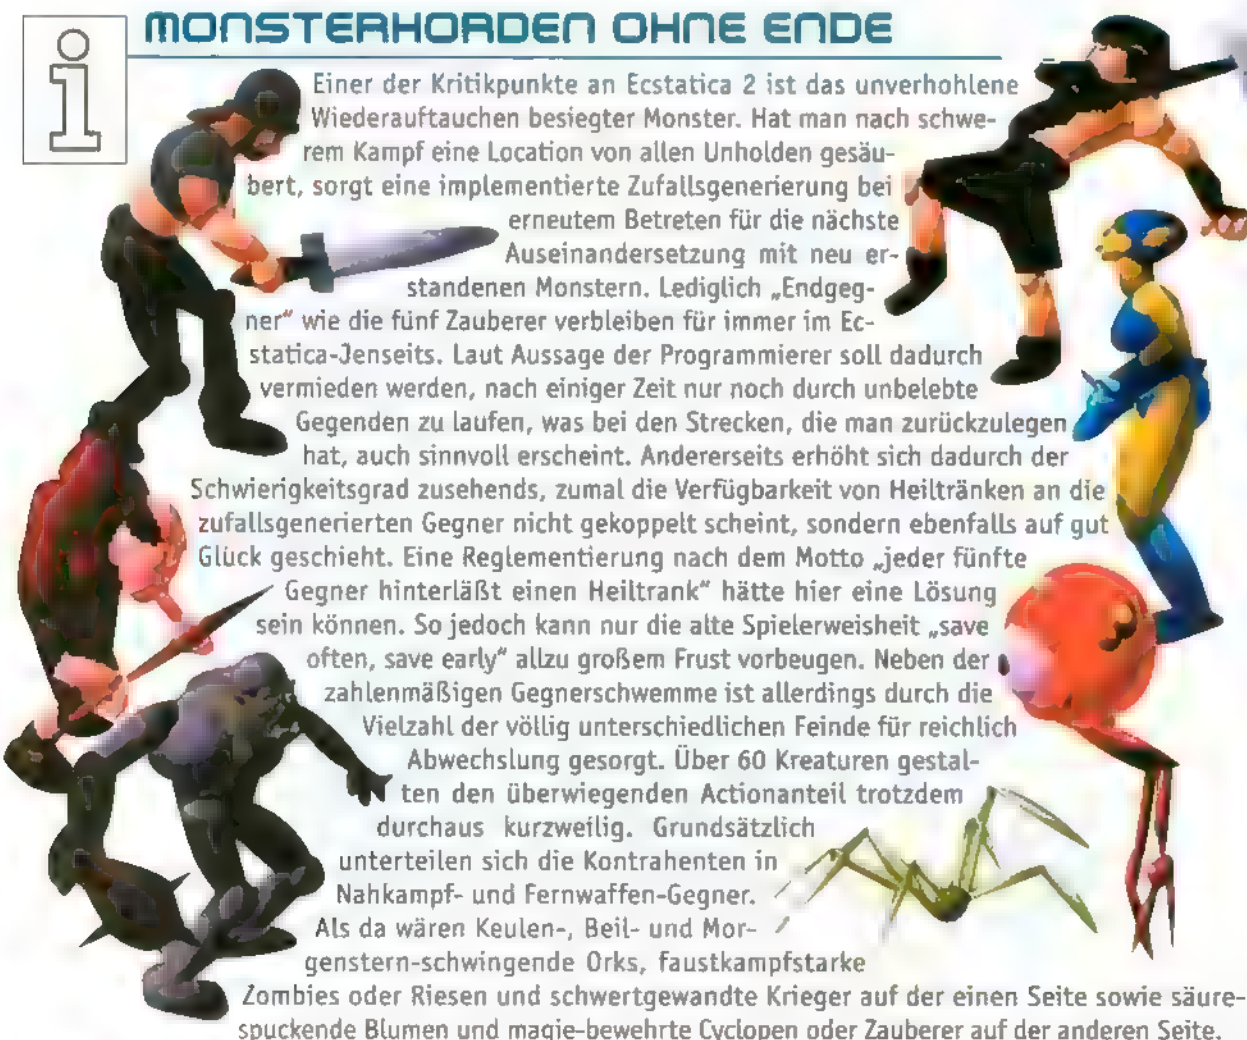 i
MONSTERHORDEN OHNE ENDE
Einer der Kritikpunkte an Ecstatica 2 ist das unverhohlene
Wiederauftauchen besiegter Monster. Hat man nach schwe-
rem Kampf eine Location von allen Unholden gesäu-
bert, sorgt eine implementierte Zufallsgenerierung bei
erneutem Betreten für die nächste
Auseinandersetzung mit neu er-
standenen Monstern. Lediglich „Endgeg-
ner" wie die fünf Zauberer verbleiben für immer im Ec-
statica-Jenseits. Laut Aussage der Programmierer soll dadurch
vermieden werden, nach einiger Zeit nur noch durch unbelebte
Gegenden zu laufen, was bei den Strecken, die man zurückzulegen
hat, auch sinnvoll erscheint. Andererseits erhöht sich dadurch der
Schwierigkeitsgrad zusehends, zumal die Verfügbarkeit von Heiltränken an die
zufallsgenerierten Gegner nicht gekoppelt scheint, sondern ebenfalls auf gut
Glück geschieht. Eine Reglementierung nach dem Motto „jeder fünfte
Gegner hinterläßt einen Heiltrank" hätte hier eine Lösung
sein können. So jedoch kann nur die alte Spielerweisheit „save
often, save early" allzu großem Frust vorbeugen. Neben der
zahlenmäßigen Gegnerschwemme ist allerdings durch die
Vielzahl der völlig unterschiedlichen Feinde für reichlich
Abwechslung gesorgt. Über 60 Kreaturen gestal-
ten den überwiegenden Actionanteil trotzdem
durchaus kurzweilig. Grundsätzlich
unterteilen sich die Kontrahenten in
Nahkampf- und Fernwaffen-Gegner.
Als da wären Keulen-, Beil- und Mor-
genstern-schwingende Orks, faustkampfstarke
Zombies oder Riesen und schwertgewandte Krieger auf der einen Seite sowie säure-
spuckende Blumen und magie-bewehrte Cyclopen oder Zauberer auf der anderen Seite.